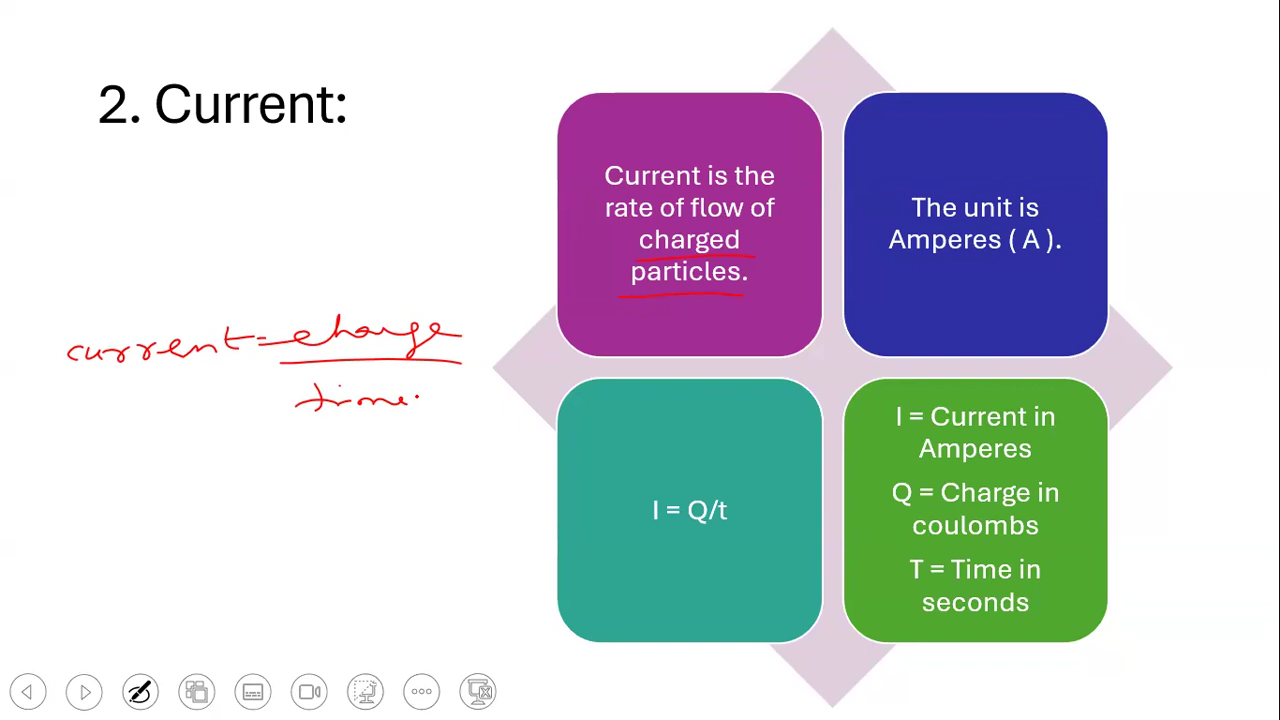 2. Current:
Current is the
rate of flow of
charged
particles.
The unit is
Amperes ( A ).
current = charge
time.
I = Q/t
I = Current in
Amperes
Q = Charge in
coulombs
T = Time in
seconds